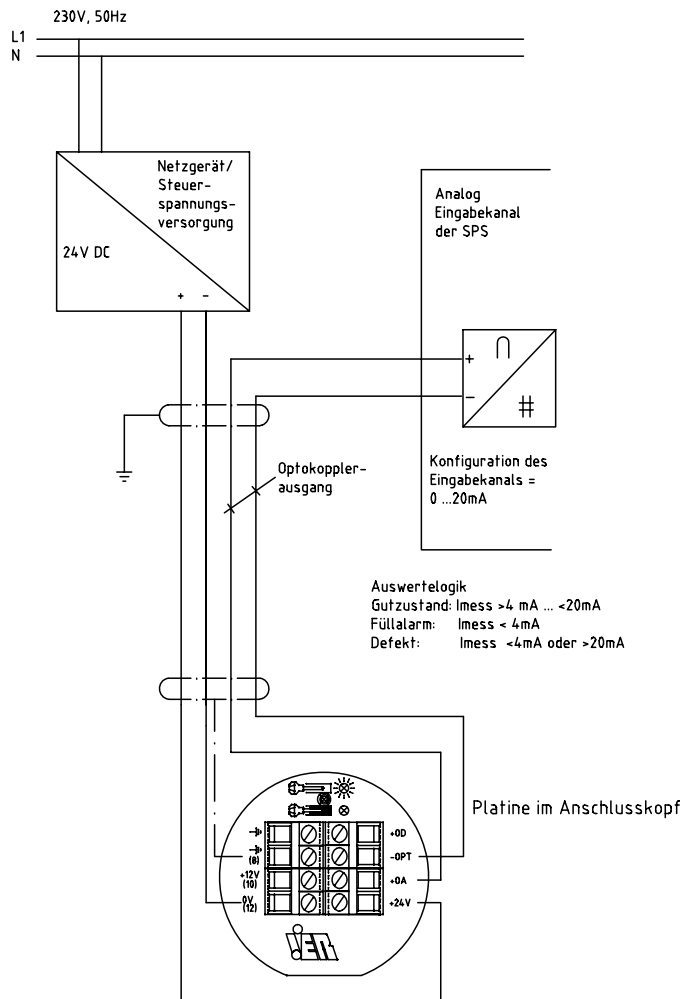 230V, 50Hz
L1
N
Netzgerät/
Steuer-
spannungs-
versorgung
24V DC
+ -
Analog
Eingabekanal
der SPS
+
∩
-
#
Konfiguration des
Eingabekanals =
0 ...20mA
Optokoppler-
ausgang
Auswertelogik
Gutzustand: Imess >4 mA ... <20mA
Füllalarm: Imess < 4mA
Defekt: Imess <4mA oder >20mA
Platine im Anschlusskopf
+OD
(8)
-OPT
+12V
(10)
+OA
0V
(12)
+24V